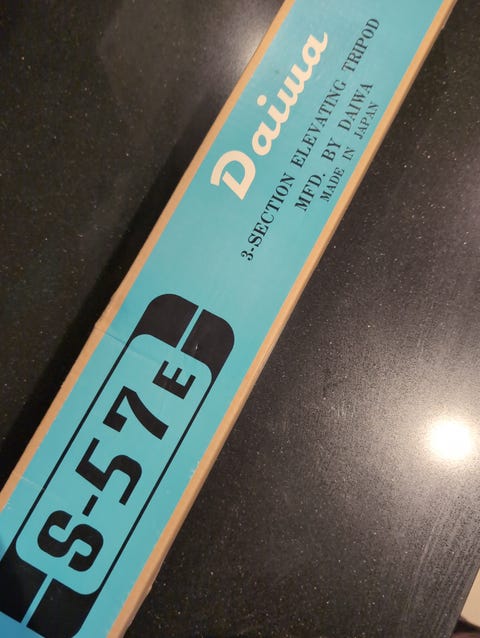 Daiwa
3-SECTION ELEVATING TRIPOD
MFD. BY DAIWA
MADE IN JAPAN
S-57E